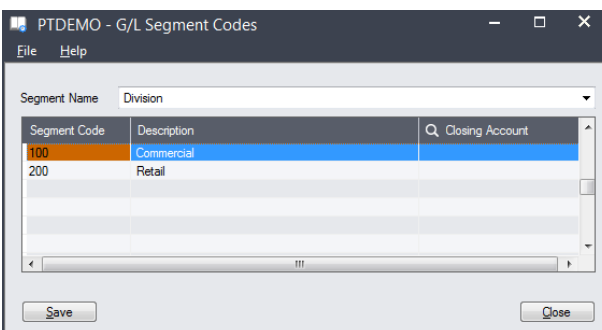 PTDEMO - G/L Segment Codes
File Help
Segment Name Division
Segment Code Description Closing Account
100 Commercial
200 Retail
Save Close